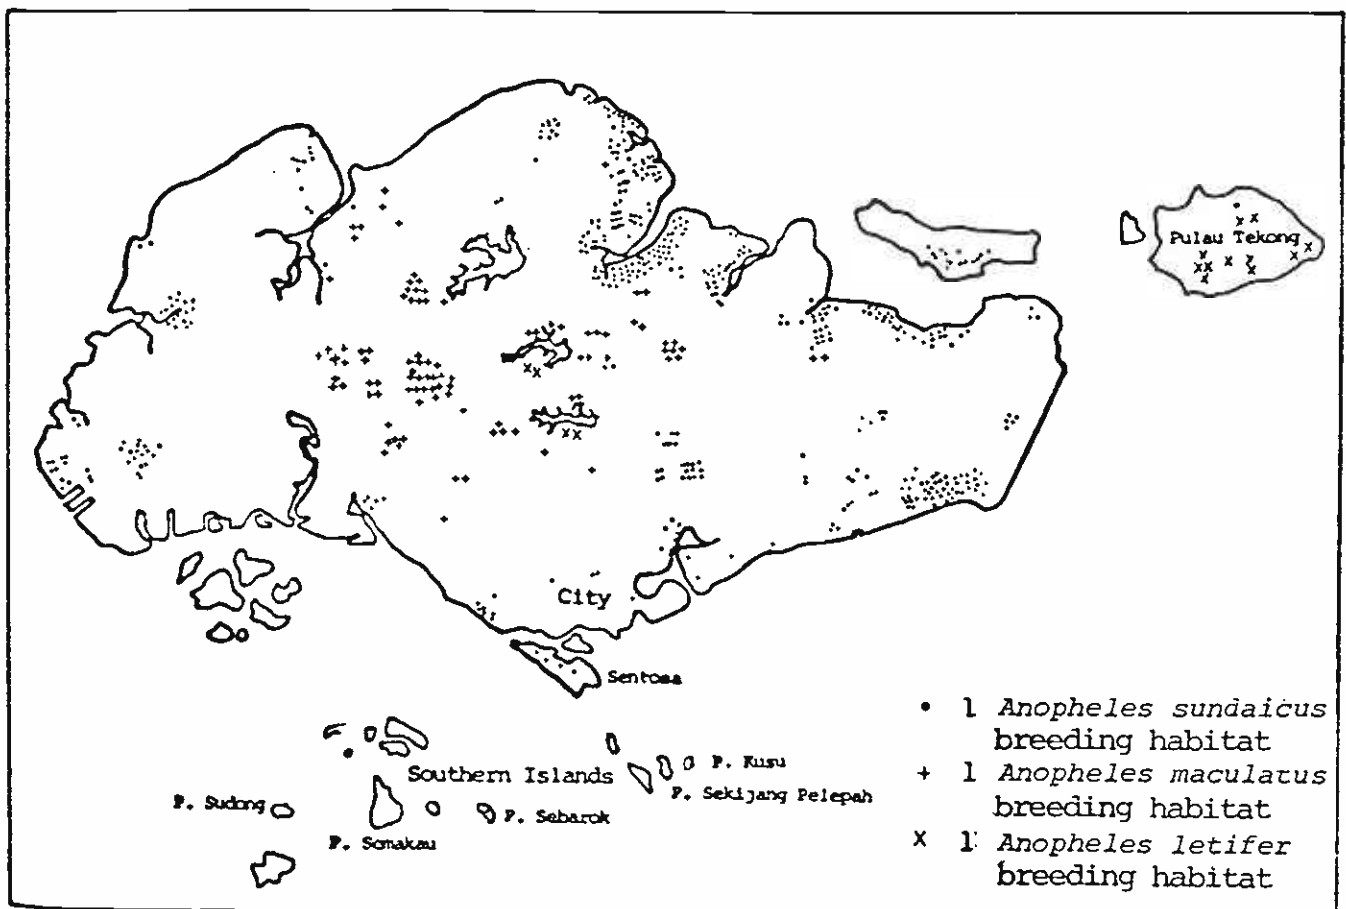 Pulau Tekong
City
Sentosa
Southern Islands
P. Kusu
P. Sekijang Pelepah
P. Sudong
P. Sebarok
P. Somakau
• 1 Anopheles sundaicus
breeding habitat
+ 1 Anopheles maculatus
breeding habitat
x 1 Anopheles letifer
breeding habitat